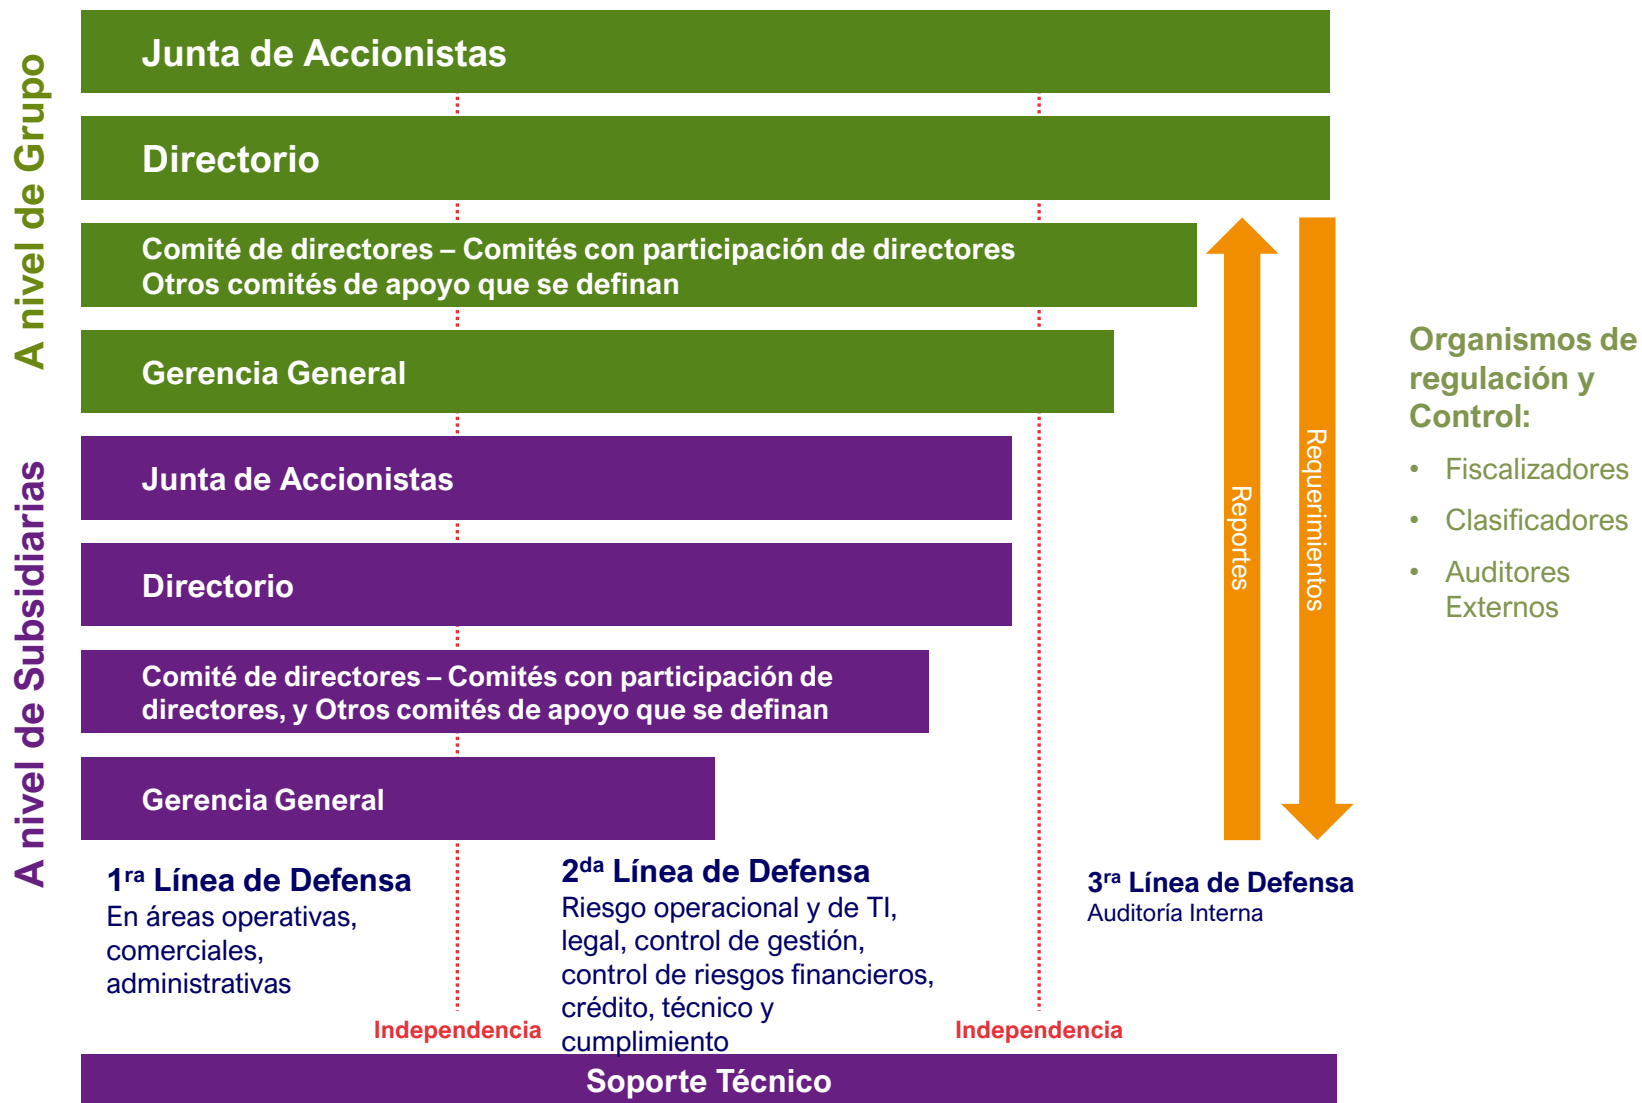 A nivel de Grupo
Junta de Accionistas
Directorio
Comité de directores – Comités con participación de directores
Otros comités de apoyo que se definan
Gerencia General
A nivel de Subsidiarias
Junta de Accionistas
Directorio
Comité de directores – Comités con participación de
directores, y Otros comités de apoyo que se definan
Gerencia General
Reportes
Requerimientos
Organismos de
regulación y
Control:
• Fiscalizadores
• Clasificadores
• Auditores
Externos
1ra Línea de Defensa
En áreas operativas,
comerciales,
administrativas
2da Línea de Defensa
Riesgo operacional y de TI,
legal, control de gestión,
control de riesgos financieros,
crédito, técnico y
cumplimiento
3ra Línea de Defensa
Auditoría Interna
Independencia
Independencia
Soporte Técnico